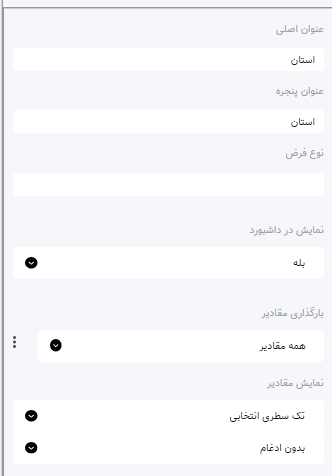 عنوان اصلی
استان
عنوان پنجره
استان
نوع فرض
نمایش در داشبورد
بله
بارگذاری مقادیر
همه مقادیر
نمایش مقادیر
تک سطری انتخابی
بدون ادغام